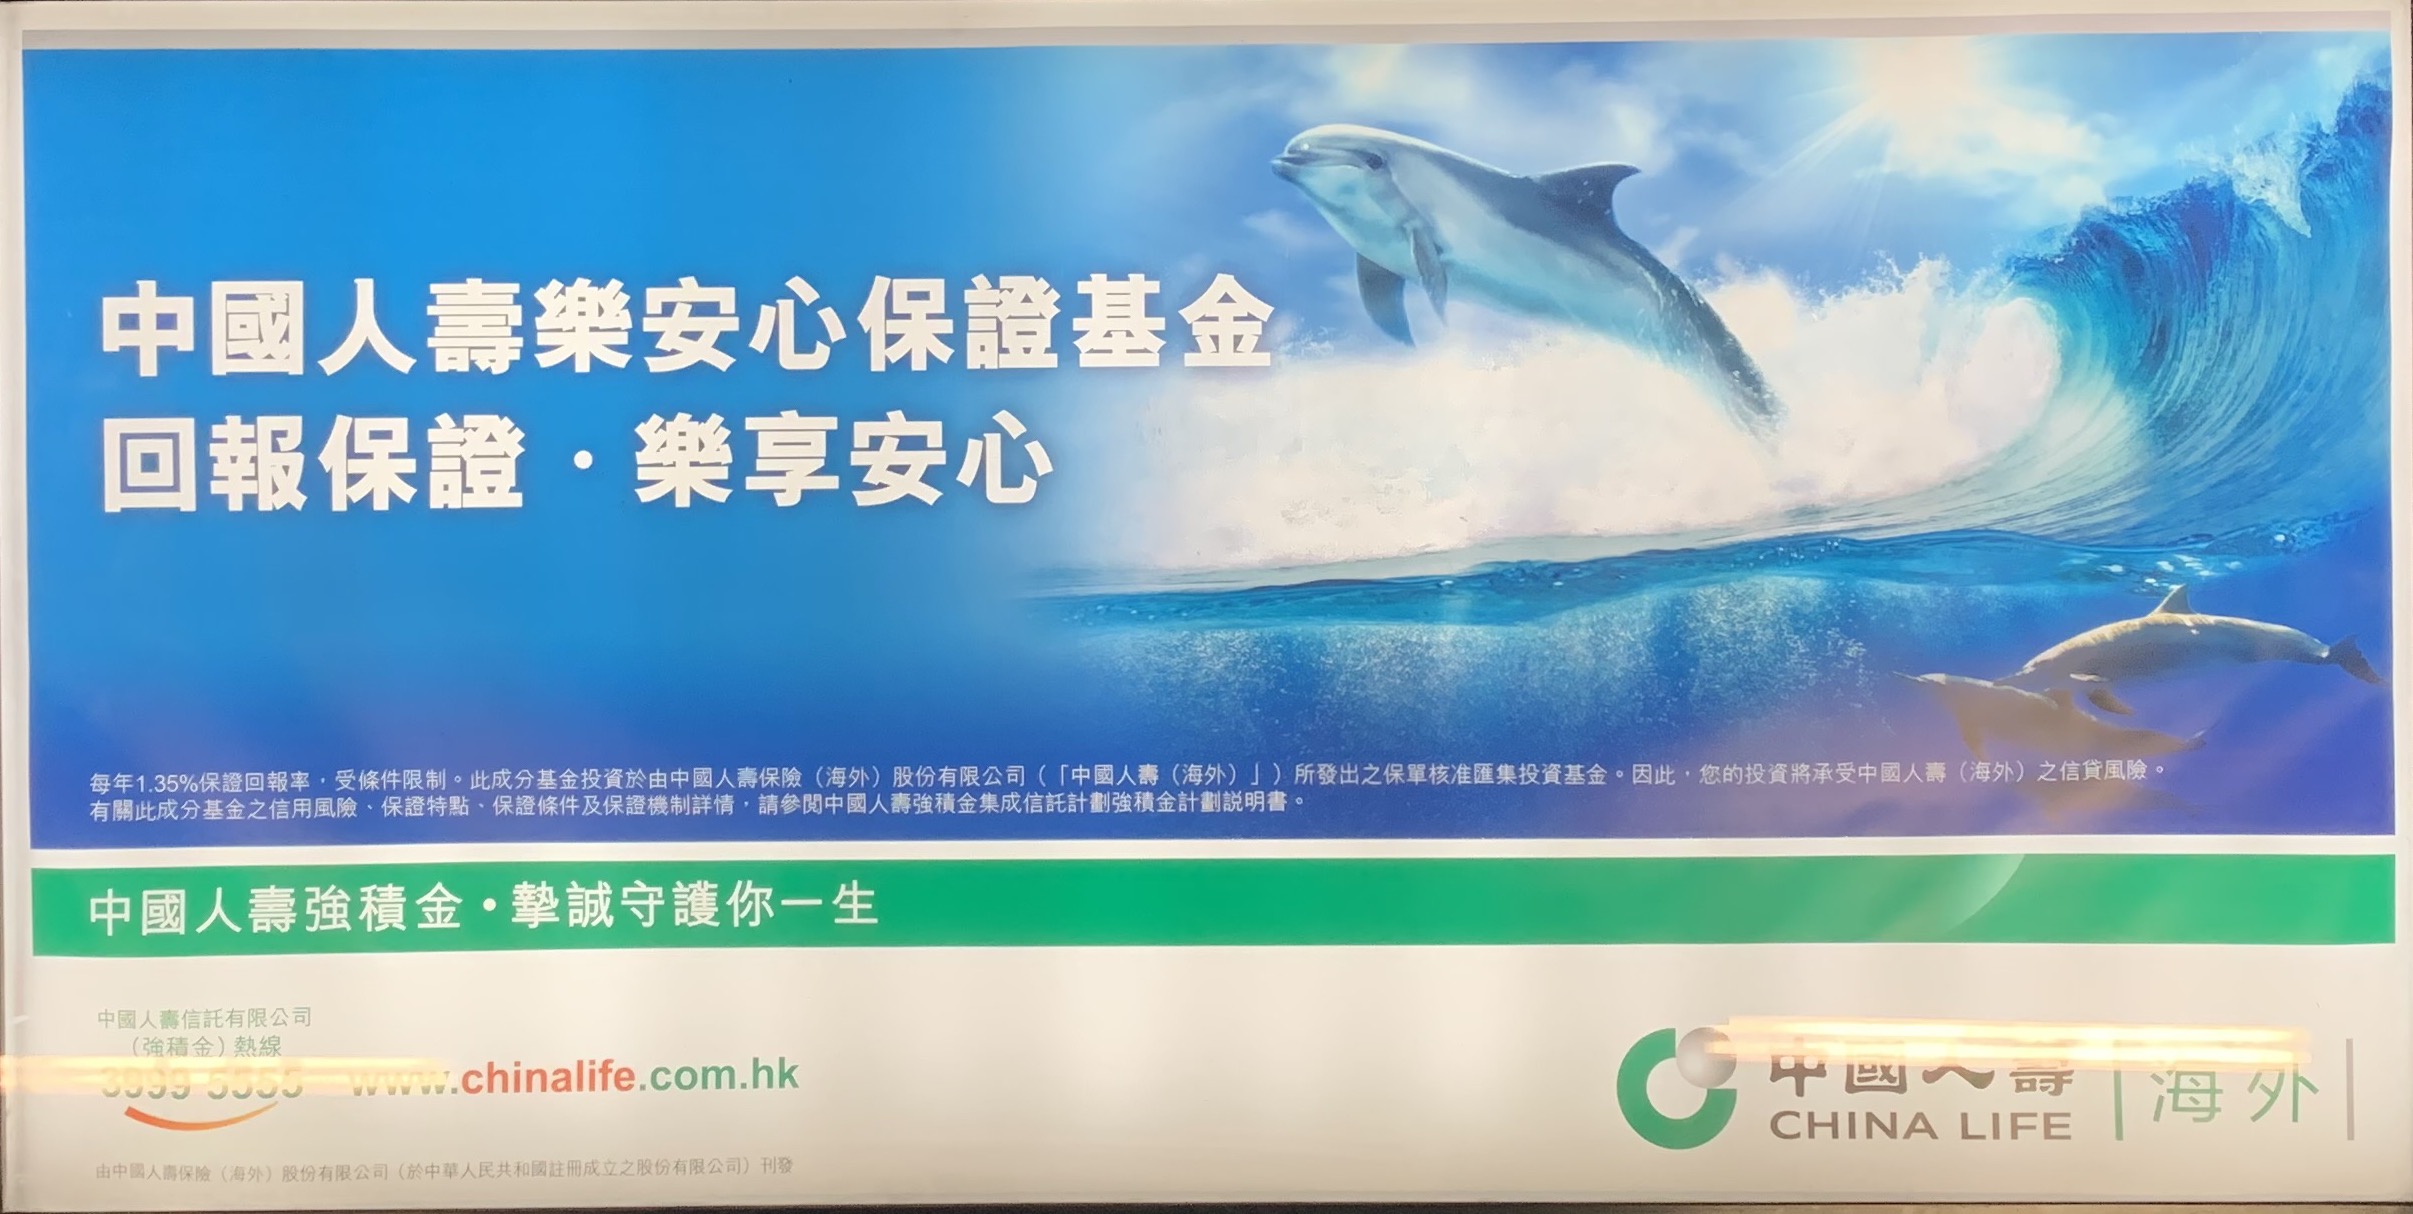 中國人壽樂安心保證基金
回報保證・樂享安心
每年1.35%保證回報率，受條件限制。此成分基金投資於由中國人壽保險（海外）股份有限公司（「中國人壽（海外）」）所發出之保單核准匯集投資基金。因此，您的投資將承受中國人壽（海外）之信貸風險。
有關此成分基金之信用風險、保證特點、保證條件及保證機制詳情，請參閱中國人壽強積金集成信託計劃強積金計劃説明書。
中國人壽強積金・摯誠守護你一生
中國人壽信託有限公司
（強積金）熱線
3999 5555
www.chinalife.com.hk
由中國人壽保險（海外）股份有限公司（於中華人民共和國註冊成立之股份有限公司）刊發
中國人壽
CHINA LIFE
海外